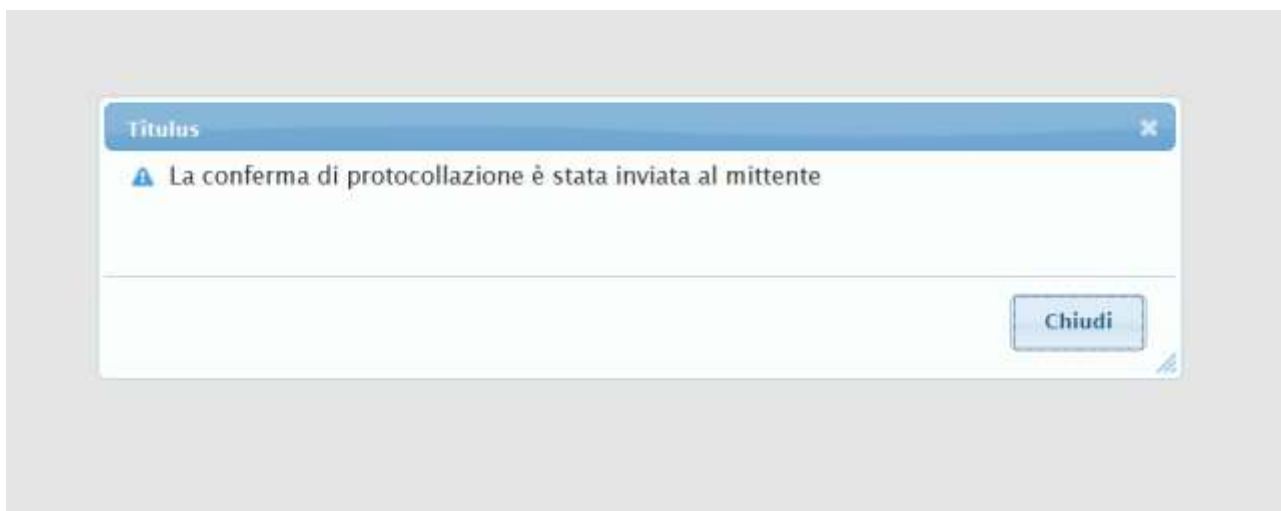 Titulus
La conferma di protocollazione è stata inviata al mittente
Chiudi